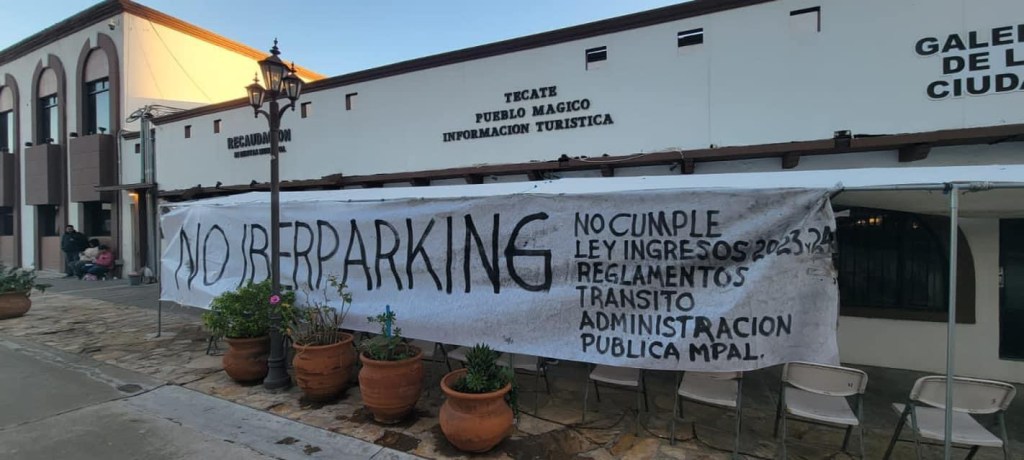 RECAUDACION
TECATE
PUEBLO MAGICO
INFORMACION TURISTICA
GALE
DE L
CIUDA
NO IBERPARKING
NO CUMPLE
LEY INGRESOS 2023 y 24
REGLAMENTOS
TRANSITO
ADMINISTRACION
PUBLICA MPAL.